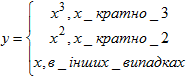 y = { x³, x _ кратно _ 3
x², x _ кратно _ 2
x, в _ інших _ випадках